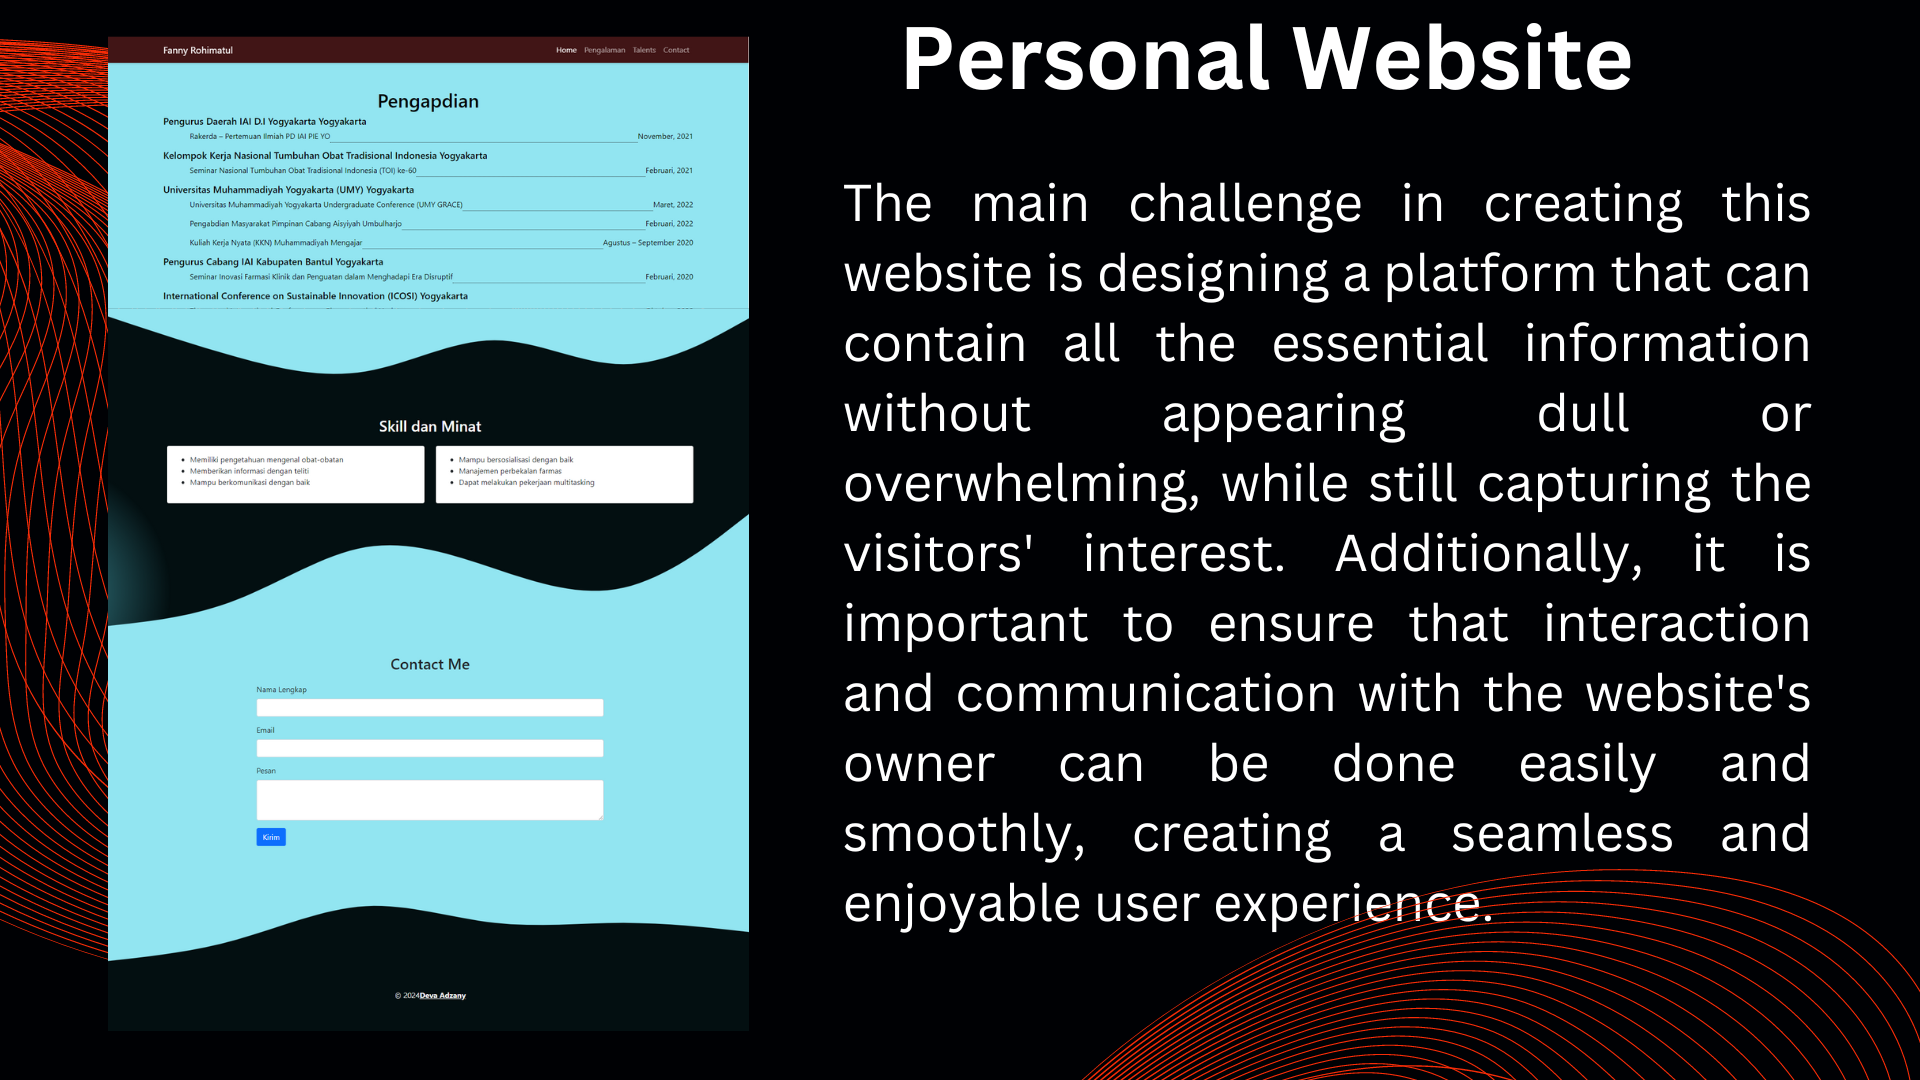 Fanny Rohimatul
Home Pengalaman Talents Contact
Pengapdian
Pengurus Daerah IAI D.I Yogyakarta Yogyakarta
Rakerda – Pertemuan Ilmiah PD IAI PIE YO November, 2021
Kelompok Kerja Nasional Tumbuhan Obat Tradisional Indonesia Yogyakarta
Seminar Nasional Tumbuhan Obat Tradisional Indonesia (TOI) ke-60 Februari, 2021
Universitas Muhammadiyah Yogyakarta (UMY) Yogyakarta
Universitas Muhammadiyah Yogyakarta Undergraduate Conference (UMY GRACE) Maret, 2022
Pengabdian Masyarakat Pimpinan Cabang Aisyiyah Umbulharjo Februari, 2022
Kuliah Kerja Nyata (KKN) Muhammadiyah Mengajar Agustus – September 2020
Pengurus Cabang IAI Kabupaten Bantul Yogyakarta
Seminar Inovasi Farmasi Klinik dan Penguatan dalam Menghadapi Era Disruptif Februari, 2020
International Conference on Sustainable Innovation (ICOSI) Yogyakarta
Skill dan Minat
Memiliki pengetahuan mengenal obat-obatan
Memberikan informasi dengan teliti
Mampu berkomunikasi dengan baik
Mampu bersosialisasi dengan baik
Manajemen perbekalan farmas
Dapat melakukan pekerjaan multitasking
Contact Me
Nama Lengkap
Email
Pesan
Kirim
© 2024Deva Adzany
Personal Website
The main challenge in creating this
website is designing a platform that can
contain all the essential information
without appearing dull or
overwhelming, while still capturing the
visitors' interest. Additionally, it is
important to ensure that interaction
and communication with the website's
owner can be done easily and
smoothly, creating a seamless and
enjoyable user experience.